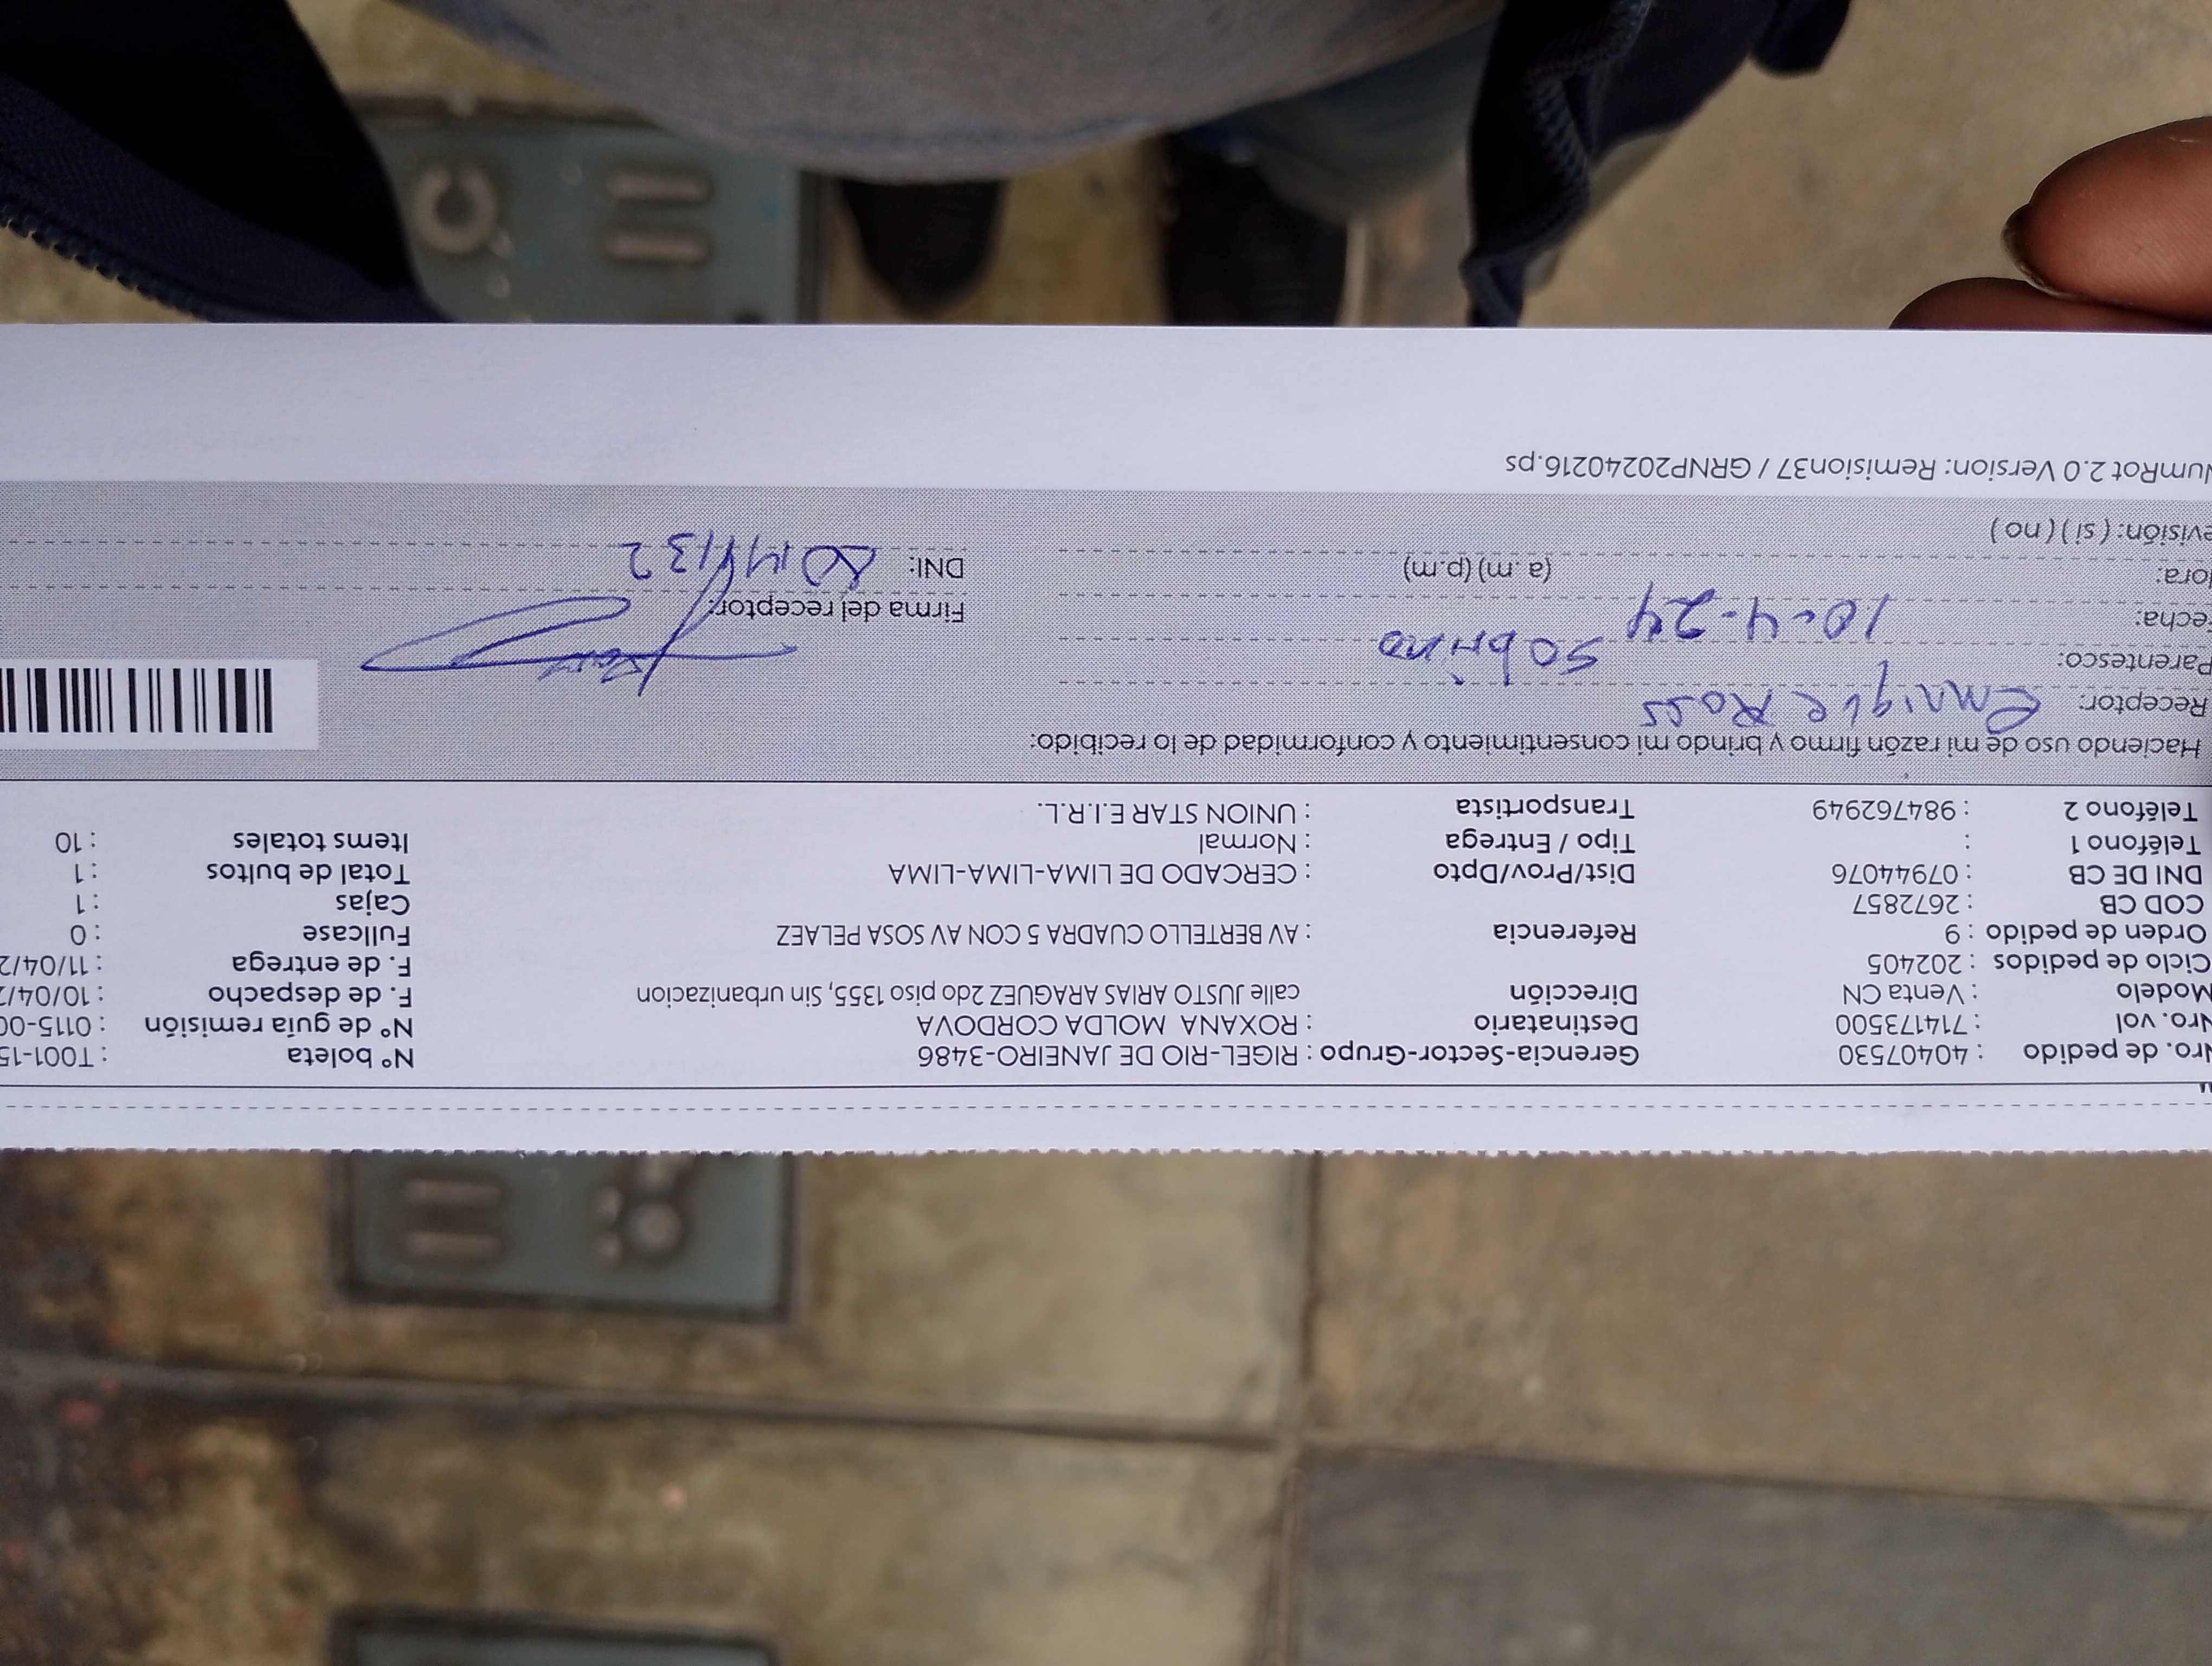 Nro. de pedido : 40407530 Gerencia-Sector-Grupo : RIGEL-RIO DE JANEIRO-3486 N° boleta : T001-15
Nro. vol : 714173500 Destinatario : ROXANA MOLDA CORDOVA N° de guía remisión : 0115-00
Modelo : Venta CN Dirección calle JUSTO ARIAS ARAGUEZ 2do piso 1355, Sin urbanizacion F. de despacho : 10/04/2
Ciclo de pedidos : 202405 F. de entrega : 11/04/2
Orden de pedido : 9 Referencia : AV BERTELLO CUADRA 5 CON AV SOSA PELAEZ Fullcase : 0
COD CB : 2672857 Cajas : 1
DNI DE CB : 07944076 Dist/Prov/Dpto : CERCADO DE LIMA-LIMA-LIMA Total de bultos : 1
Teléfono 1 : Tipo / Entrega : Normal Items totales : 10
Teléfono 2 : 984762949 Transportista : UNION STAR E.I.R.L.
Haciendo uso de mi razón firmo y brindo mi consentimiento y conformidad de lo recibido:
Receptor:
Parentesco: Sobrino
echa: 10-4-24 Firma del receptor:
lora: (a .m) (p.m) DNI:
evisión: ( si ) ( no )
NumRot 2.0 Version: Remision37 / GRNP20240216.ps